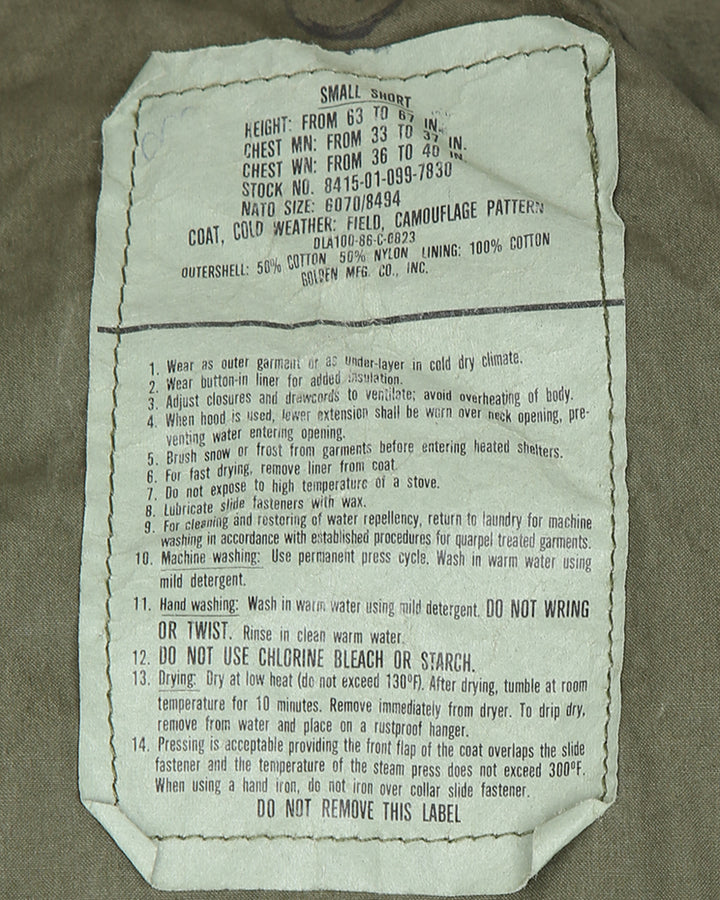 SMALL SHORT
HEIGHT: FROM 63 TO 67 IN.
CHEST MN: FROM 33 TO 37 IN.
CHEST WN: FROM 36 TO 40 IN.
STOCK NO. 8415-01-099-7830
NATO SIZE: 6070/8494
COAT, COLD WEATHER: FIELD, CAMOUFLAGE PATTERN
DLA100-86-C-0823
OUTERSHELL: 50% COTTON 50% NYLON LINING: 100% COTTON
GOLDEN MFG. CO., INC.
1. Wear as outer garment or as under-layer in cold dry climate.
2. Wear button-in liner for added insulation.
3. Adjust closures and drawcords to ventilate; avoid overheating of body.
4. When hood is used, lower extension shall be worn over neck opening, pre-
venting water entering opening.
5. Brush snow or frost from garments before entering heated shelters.
6. For fast drying, remove liner from coat.
7. Do not expose to high temperature of a stove.
8. Lubricate slide fasteners with wax.
9. For cleaning and restoring of water repellency, return to laundry for machine
washing in accordance with established procedures for quarpel treated garments.
10. Machine washing: Use permanent press cycle. Wash in warm water using
mild detergent.
11. Hand washing: Wash in warm water using mild detergent. DO NOT WRING
OR TWIST. Rinse in clean warm water.
12. DO NOT USE CHLORINE BLEACH OR STARCH.
13. Drying: Dry at low heat (do not exceed 130ºF). After drying, tumble at room
temperature for 10 minutes. Remove immediately from dryer. To drip dry,
remove from water and place on a rustproof hanger.
14. Pressing is acceptable providing the front flap of the coat overlaps the slide
fastener and the temperature of the steam press does not exceed 300ºF.
When using a hand iron, do not iron over collar slide fastener.
DO NOT REMOVE THIS LABEL